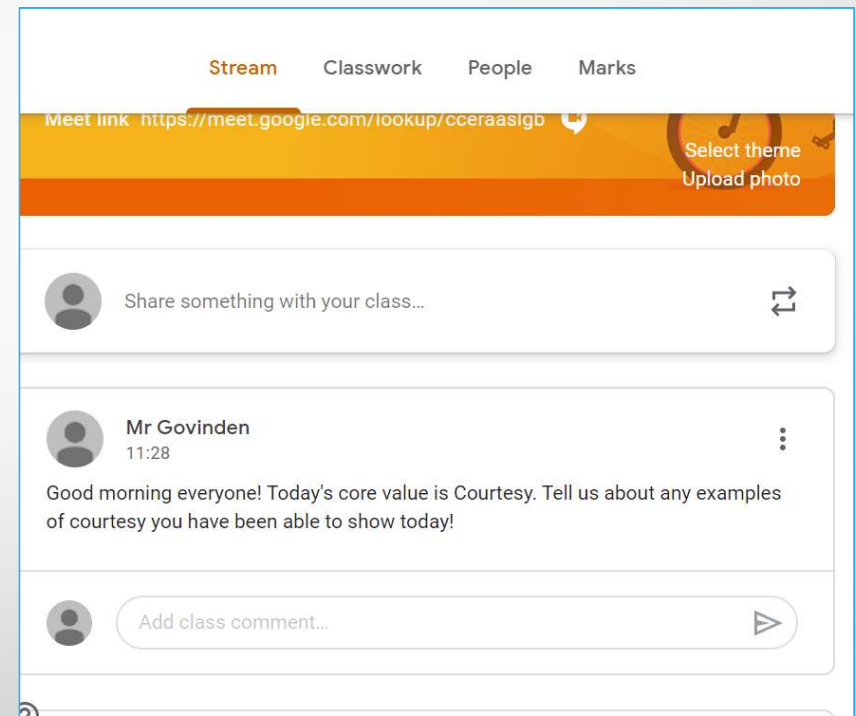 Stream Classwork People Marks
Meet link https://meet.google.com/lookup/cceraaslgb
Select theme
Upload photo
Share something with your class...
Mr Govinden
11:28
Good morning everyone! Today's core value is Courtesy. Tell us about any examples
of courtesy you have been able to show today!
Add class comment...